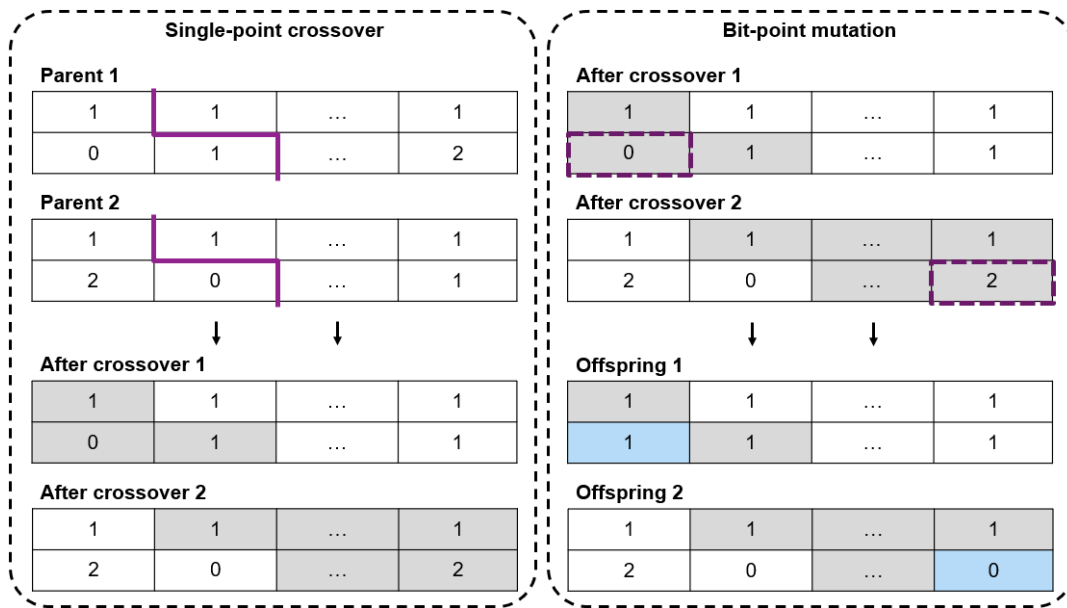 Single-point crossover
Parent 1
1 1 … 1
0 1 … 2
Parent 2
1 1 … 1
2 0 … 1
After crossover 1
1 1 … 1
0 1 … 1
After crossover 2
1 1 … 1
2 0 … 2
Bit-point mutation
After crossover 1
1 1 … 1
0 1 … 1
After crossover 2
1 1 … 1
2 0 … 2
Offspring 1
1 1 … 1
1 1 … 1
Offspring 2
1 1 … 1
2 0 … 0